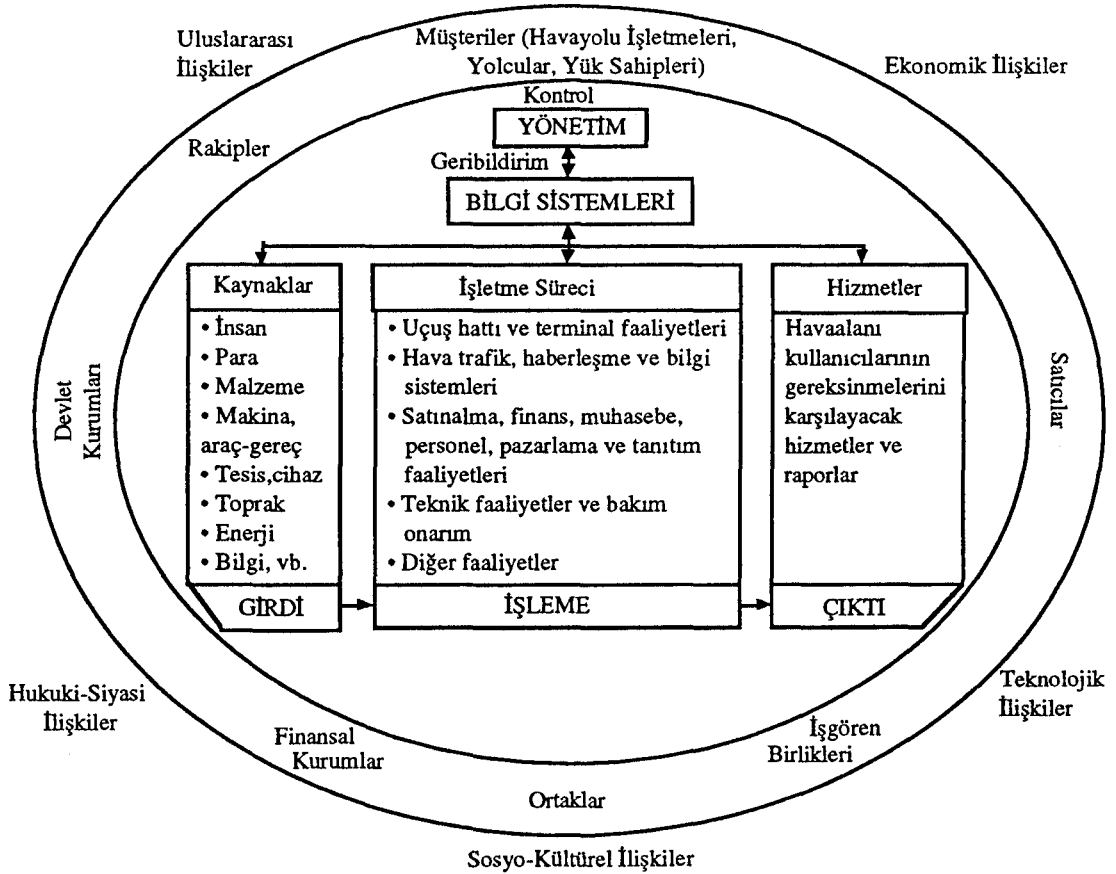 Uluslararası
İlişkiler
Müşteriler (Havayolu İşletmeleri,
Yolcular, Yük Sahipleri)
Ekonomik İlişkiler
Kontrol
YÖNETİM
Rakipler
Geribildirim
BİLGİ SİSTEMLERİ
Kaynaklar
• İnsan
• Para
• Malzeme
• Makina,
araç-gereç
• Tesis,cihaz
• Toprak
• Enerji
• Bilgi, vb.
GİRDİ
İşletme Süreci
• Uçuş hattı ve terminal faaliyetleri
• Hava trafik, haberleşme ve bilgi
sistemleri
• Satınalma, finans, muhasebe,
personel, pazarlama ve tanıtım
faaliyetleri
• Teknik faaliyetler ve bakım
onarım
• Diğer faaliyetler
İŞLEME
Hizmetler
Havaalanı
kullanıcılarının
gereksinmelerini
karşılayacak
hizmetler ve
raporlar
ÇIKTI
Devlet
Kurumları
Satıcılar
Hukuki-Siyasi
İlişkiler
Teknolojik
İlişkiler
Finansal
Kurumlar
İşgören
Birlikleri
Ortaklar
Sosyo-Kültürel İlişkiler